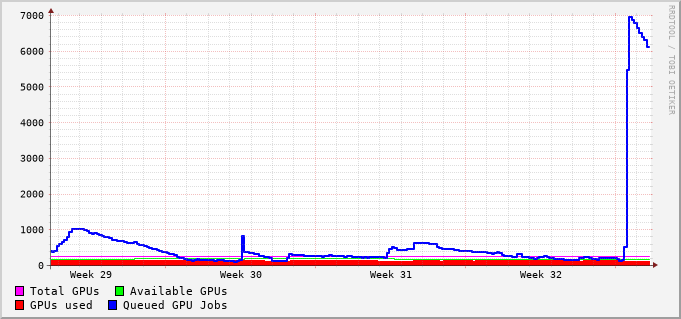 7000
6000
5000
4000
3000
2000
1000
0
Week 29 Week 30 Week 31 Week 32
Total GPUs Available GPUs
GPUs used Queued GPU Jobs
RRDTOOL / TOBI OETIKER